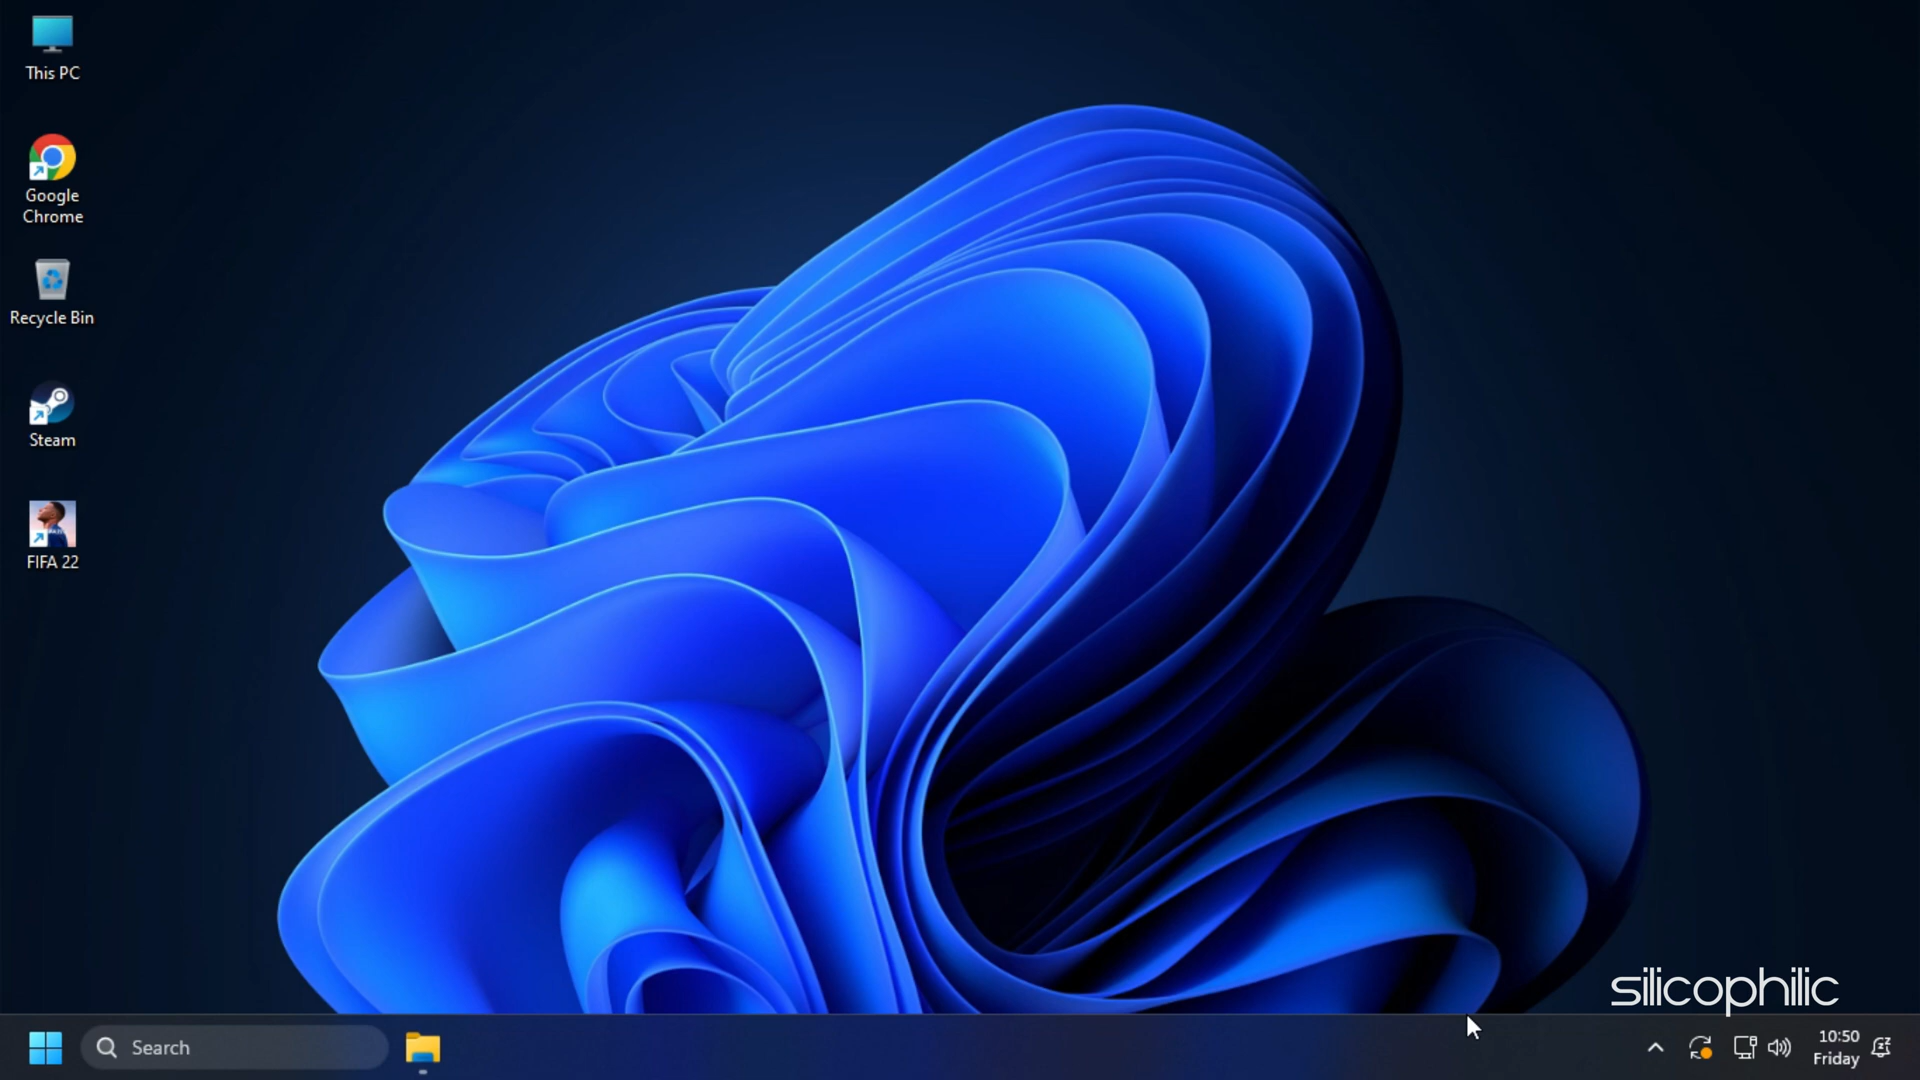 This PC
Google
Chrome
Recycle Bin
Steam
FIFA 22
silicophilic
Search
10:50
Friday